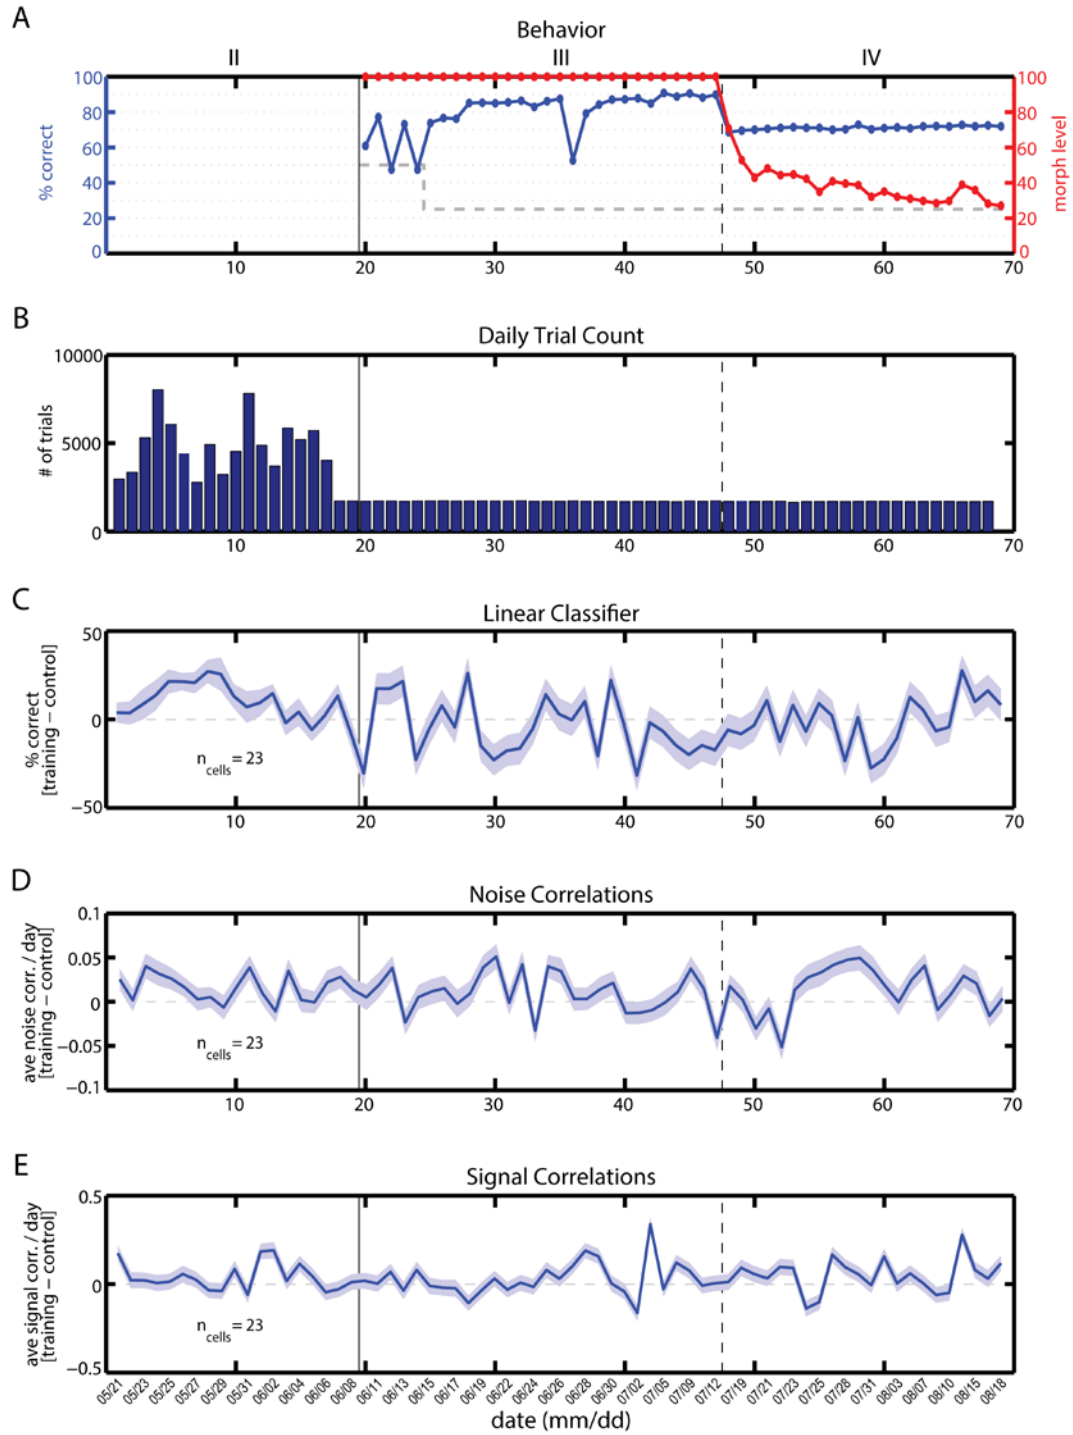 A
Behavior
II III IV
100 100
80 80
60 60
40 40
20 20
0 0
% correct
morph level
10 20 30 40 50 60 70
B
Daily Trial Count
10000
5000
0
# of trials
10 20 30 40 50 60 70
C
Linear Classifier
50
0
−50
% correct
[training − control]
n cells = 23
10 20 30 40 50 60 70
D
Noise Correlations
0.1
0.05
0
−0.05
−0.1
ave noise corr. / day
[training − control]
n cells = 23
10 20 30 40 50 60 70
E
Signal Correlations
0.5
0
−0.5
ave signal corr. / day
[training − control]
n cells = 23
05/21 05/23 05/25 05/27 05/29 05/31 06/02 06/04 06/06 06/08 06/11 06/13 06/15 06/17 06/19 06/22 06/24 06/26 06/28 06/30 07/02 07/05 07/09 07/12 07/19 07/21 07/23 07/25 07/28 07/31 08/03 08/07 08/10 08/15 08/18
date (mm/dd)